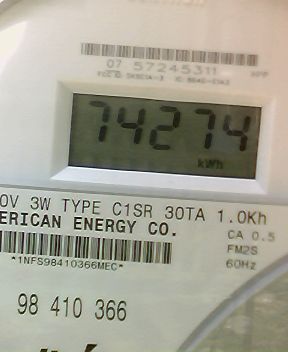 07 57245311
74274
kWh
0V 3W TYPE C1SR 30TA 1.0Kh
ERICAN ENERGY CO.
CA 0.5
FM2S
*1NFS98410366MEC*
60Hz
98 410 366